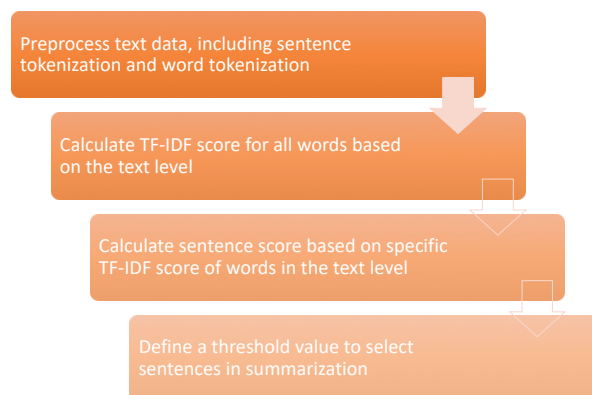 Preprocess text data, including sentence
tokenization and word tokenization
Calculate TF-IDF score for all words based
on the text level
Calculate sentence score based on specific
TF-IDF score of words in the text level
Define a threshold value to select
sentences in summarization